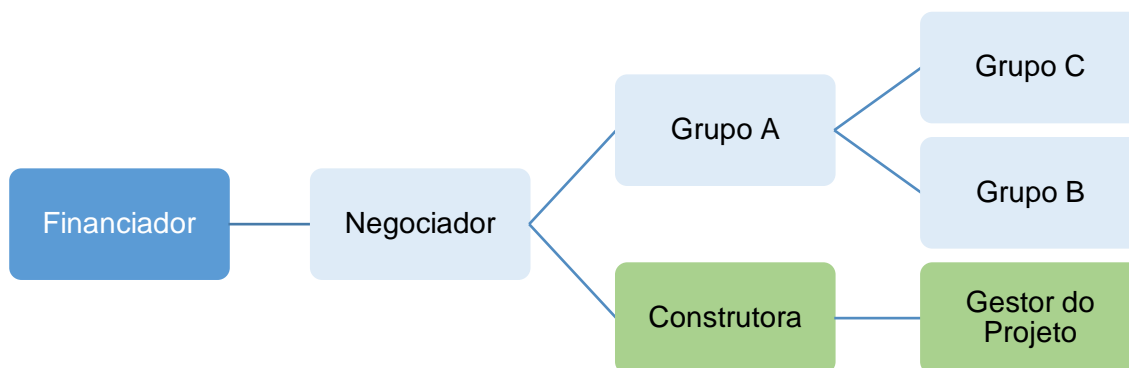 Financiador
Negociador
Grupo A
Grupo C
Grupo B
Construtora
Gestor do
Projeto